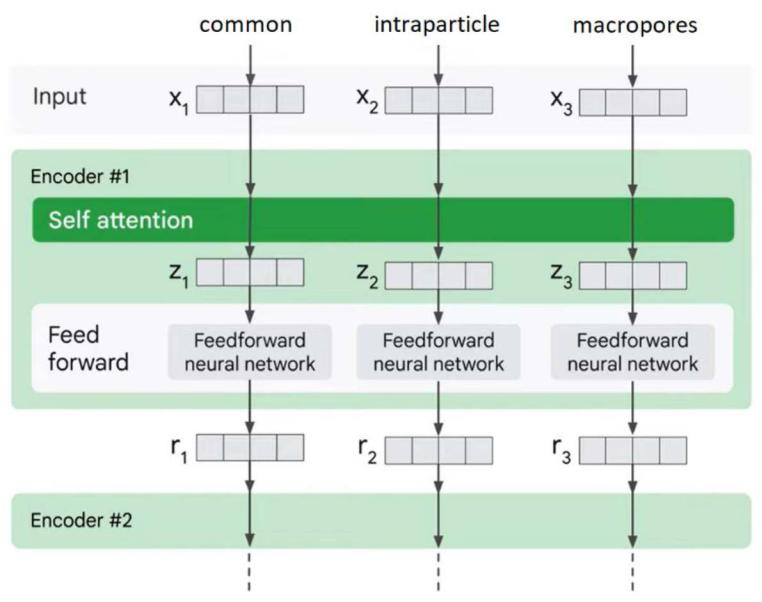 common intraparticle macropores
Input x1 x2 x3
Encoder #1
Self attention
z1 z2 z3
Feed
forward
Feedforward
neural network
Feedforward
neural network
Feedforward
neural network
r1 r2 r3
Encoder #2